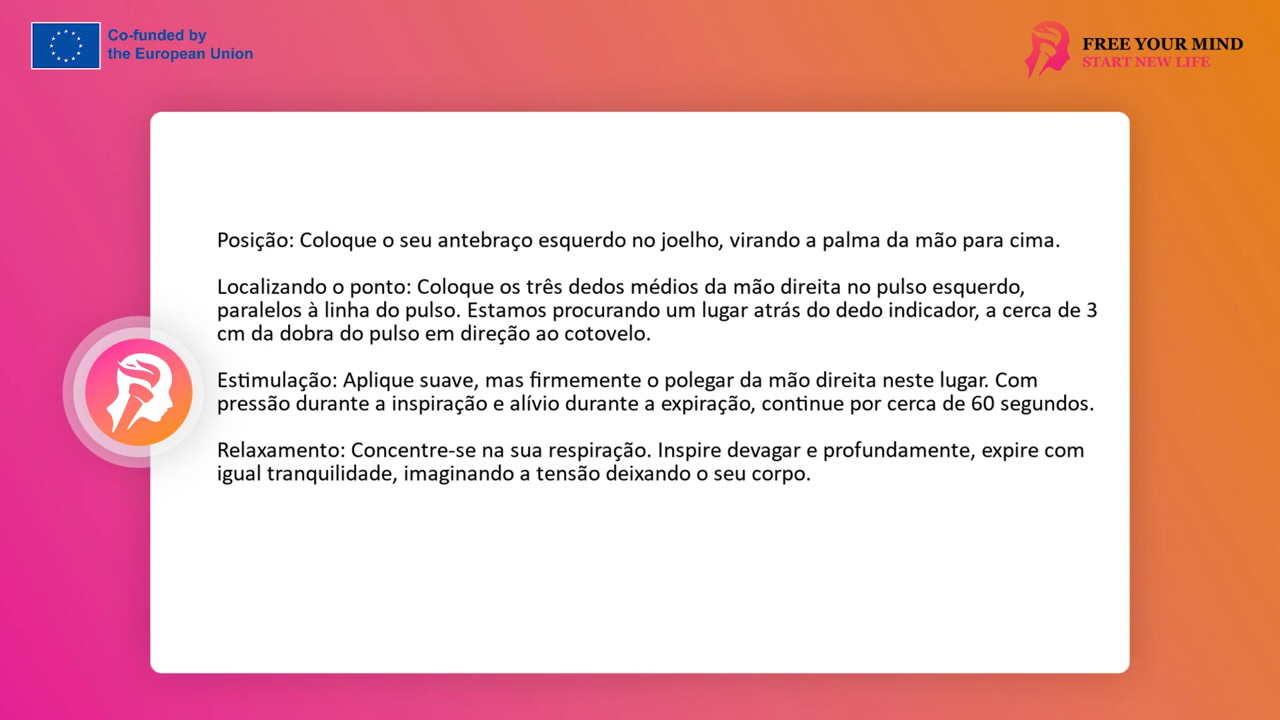 Co-funded by
the European Union
FREE YOUR MIND
START NEW LIFE
Posição: Coloque o seu antebraço esquerdo no joelho, virando a palma da mão para cima.
Localizando o ponto: Coloque os três dedos médios da mão direita no pulso esquerdo,
paralelos à linha do pulso. Estamos procurando um lugar atrás do dedo indicador, a cerca de 3
cm da dobra do pulso em direção ao cotovelo.
Estimulação: Aplique suave, mas firmemente o polegar da mão direita neste lugar. Com
pressão durante a inspiração e alívio durante a expiração, continue por cerca de 60 segundos.
Relaxamento: Concentre-se na sua respiração. Inspire devagar e profundamente, expire com
igual tranquilidade, imaginando a tensão deixando o seu corpo.